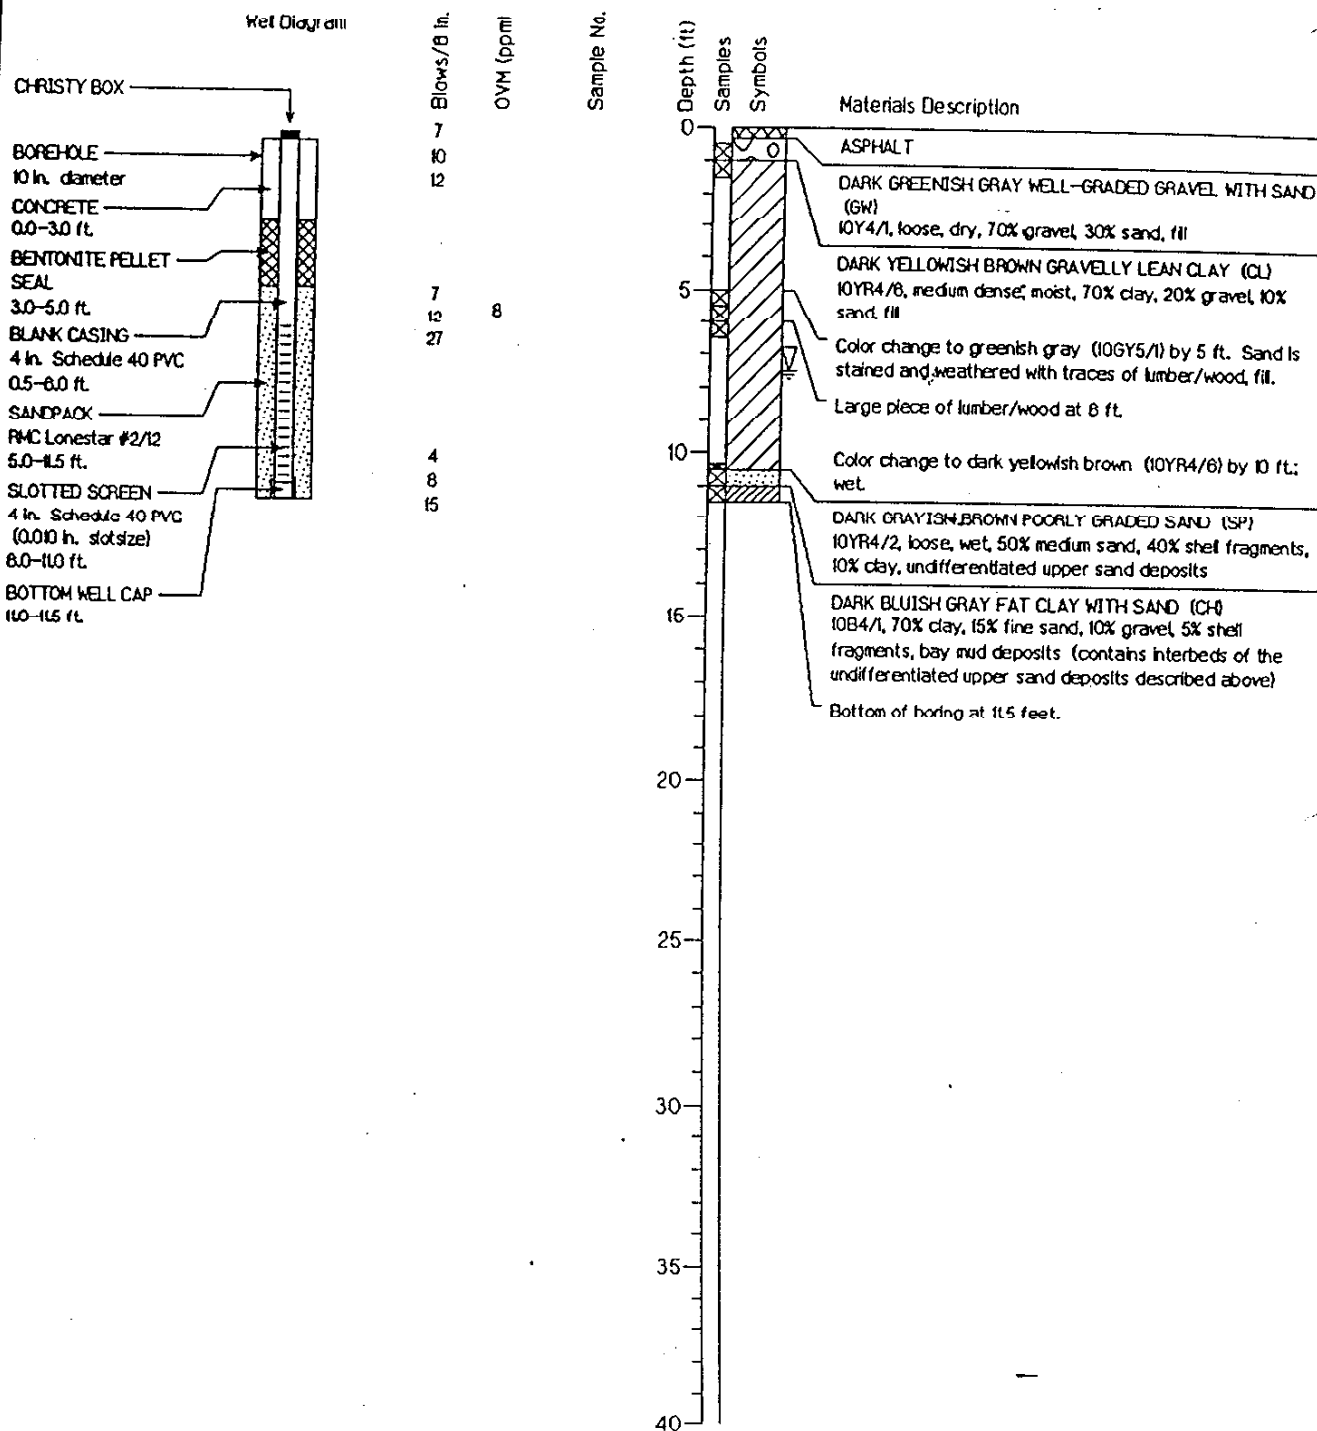 Well Diagram
Blows/6 In.
OVM (ppm)
Sample No.
Depth (ft)
Samples
Symbols
Materials Description
CHRISTY BOX
BOREHOLE
10 In. diameter
CONCRETE
0.0-3.0 ft.
BENTONITE PELLET
SEAL
3.0-5.0 ft.
BLANK CASING
4 in. Schedule 40 PVC
0.5-6.0 ft.
SANDPACK
RMC Lonestar #2/12
5.0-11.5 ft.
SLOTTED SCREEN
4 in. Schedule 40 PVC
(0.010 in. slotsize)
6.0-11.0 ft.
BOTTOM WELL CAP
11.0-11.5 ft.
7
10
12
7
12
8
27
4
8
15
0
5
10
15
20
25
30
35
40
ASPHALT
DARK GREENISH GRAY WELL-GRADED GRAVEL WITH SAND
(GW)
10Y4/1, loose, dry, 70% gravel, 30% sand, fill
DARK YELLOWISH BROWN GRAVELLY LEAN CLAY (CL)
10YR4/6, medium dense, moist, 70% clay, 20% gravel, 10%
sand, fill
Color change to greenish gray (10GY5/1) by 5 ft. Sand is
stained and weathered with traces of lumber/wood, fill.
Large piece of lumber/wood at 6 ft.
Color change to dark yellowish brown (10YR4/6) by 10 ft.;
wet.
DARK GRAYISH BROWN POORLY GRADED SAND (SP)
10YR4/2, loose, wet, 50% medium sand, 40% shell fragments,
10% clay, undifferentiated upper sand deposits
DARK BLUISH GRAY FAT CLAY WITH SAND (CH)
10B4/1, 70% clay, 15% fine sand, 10% gravel, 5% shell
fragments, bay mud deposits (contains interbeds of the
undifferentiated upper sand deposits described above)
Bottom of boring at 11.5 feet.